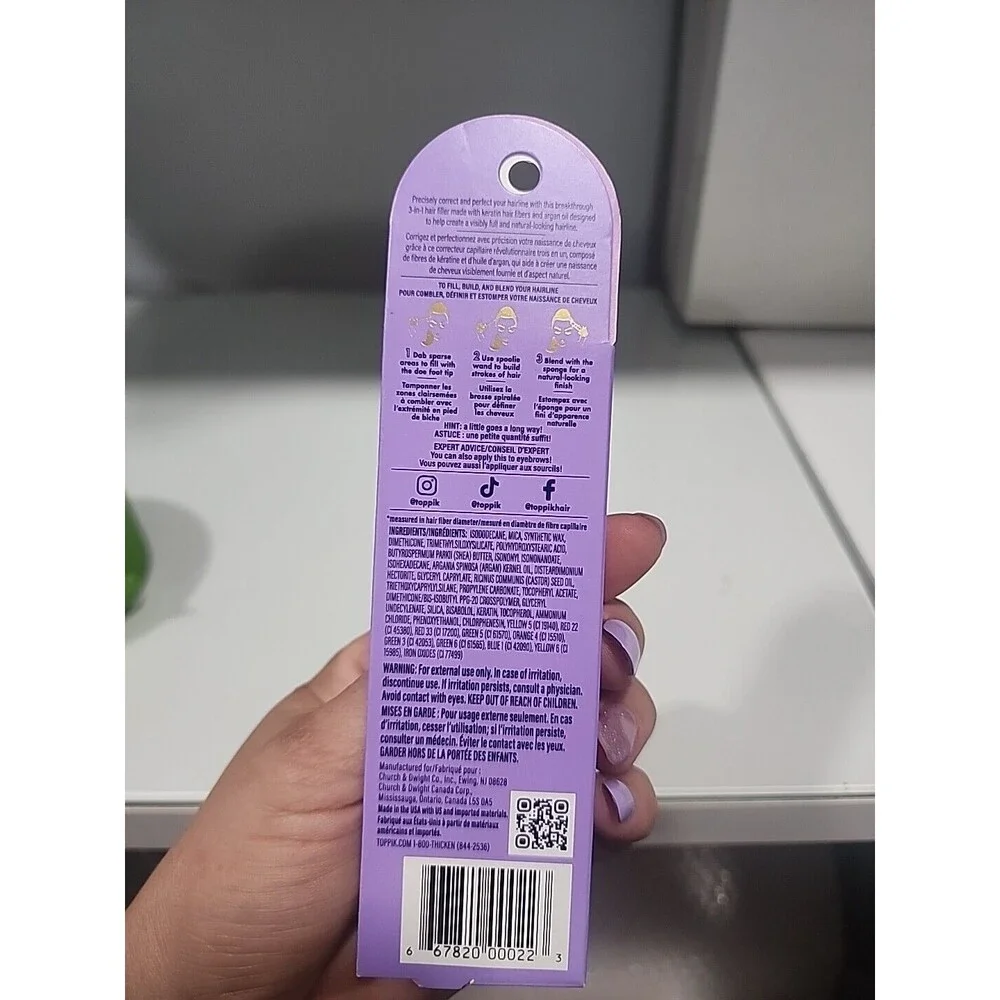 Precisely correct and perfect your hairline with this breakthrough
3-in-1 hair filler made with keratin hair fibers and argan oil designed
to help create a visibly full and natural-looking hairline.
Corrigez et perfectionnez avec précision votre naissance de cheveux
grâce à ce correcteur capillaire révolutionnaire trois en un, composé
de fibres de kératine et d'huile d'argan, qui aide à créer une naissance
de cheveux visiblement fournie et d'aspect naturel.
TO FILL, BUILD, AND BLEND YOUR HAIRLINE
POUR COMBLER, DÉFINIR ET ESTOMPER VOTRE NAISSANCE DE CHEVEUX
1 Dab sparse
areas to fill with
the doe foot tip
Tamponner les
zones clairsemées
à combler avec
l'extrémité en pied
de biche
2 Use spoolie
wand to build
strokes of hair
Utilisez la
brosse spiralée
pour définir
les cheveux
3 Blend with the
sponge for a
natural-looking
finish
Estompez avec
l'éponge pour un
fini d'apparence
naturelle
HINT: a little goes a long way!
ASTUCE : une petite quantité suffit!
EXPERT ADVICE/CONSEIL D'EXPERT
You can also apply this to eyebrows!
Vous pouvez aussi l'appliquer aux sourcils!
@toppik
@toppik
@toppikhair
*measured in hair fiber diameter/mesuré en diamètre de fibre capillaire
INGREDIENTS/INGRÉDIENTS: ISODODECANE, MICA, SYNTHETIC WAX,
DIMETHICONE, TRIMETHYLSILOXYSILICATE, POLYHYDROXYSTEARIC ACID,
BUTYROSPERMUM PARKII (SHEA) BUTTER, ISONONYL ISONONANOATE,
ISOHEXADECANE, ARGANIA SPINOSA (ARGAN) KERNEL OIL, DISTEARDIMONIUM
HECTORITE, GLYCERYL CAPRYLATE, RICINUS COMMUNIS (CASTOR) SEED OIL,
TRIETHOXYCAPRYLYLSILANE, PROPYLENE CARBONATE, TOCOPHERYL ACETATE,
DIMETHICONE/BIS-ISOBUTYL PPG-20 CROSSPOLYMER, GLYCERYL
UNDECYLENATE, SILICA, BISABOLOL, KERATIN, TOCOPHEROL, AMMONIUM
CHLORIDE, PHENOXYETHANOL, CHLORPHENESIN, YELLOW 5 (CI 19140), RED 22
(CI 45380), RED 33 (CI 17200), GREEN 5 (CI 61570), ORANGE 4 (CI 15510),
GREEN 3 (CI 42053), GREEN 6 (CI 61565), BLUE 1 (CI 42090), YELLOW 6 (CI
15985), IRON OXIDES (CI 77499)
WARNING: For external use only. In case of irritation,
discontinue use. If irritation persists, consult a physician.
Avoid contact with eyes. KEEP OUT OF REACH OF CHILDREN.
MISES EN GARDE : Pour usage externe seulement. En cas
d'irritation, cesser l'utilisation; si l'irritation persiste,
consulter un médecin. Éviter le contact avec les yeux.
GARDER HORS DE LA PORTÉE DES ENFANTS.
Manufactured for/Fabriqué pour :
Church & Dwight Co., Inc., Ewing, NJ 08628
Church & Dwight Canada Corp.,
Mississauga, Ontario, Canada L5S 0A5
Made in the USA with US and imported materials.
Fabriqué aux États-Unis à partir de matériaux
américains et importés.
TOPPIK.COM 1-800-THICKEN (844-2536)
6 67820 00022 3